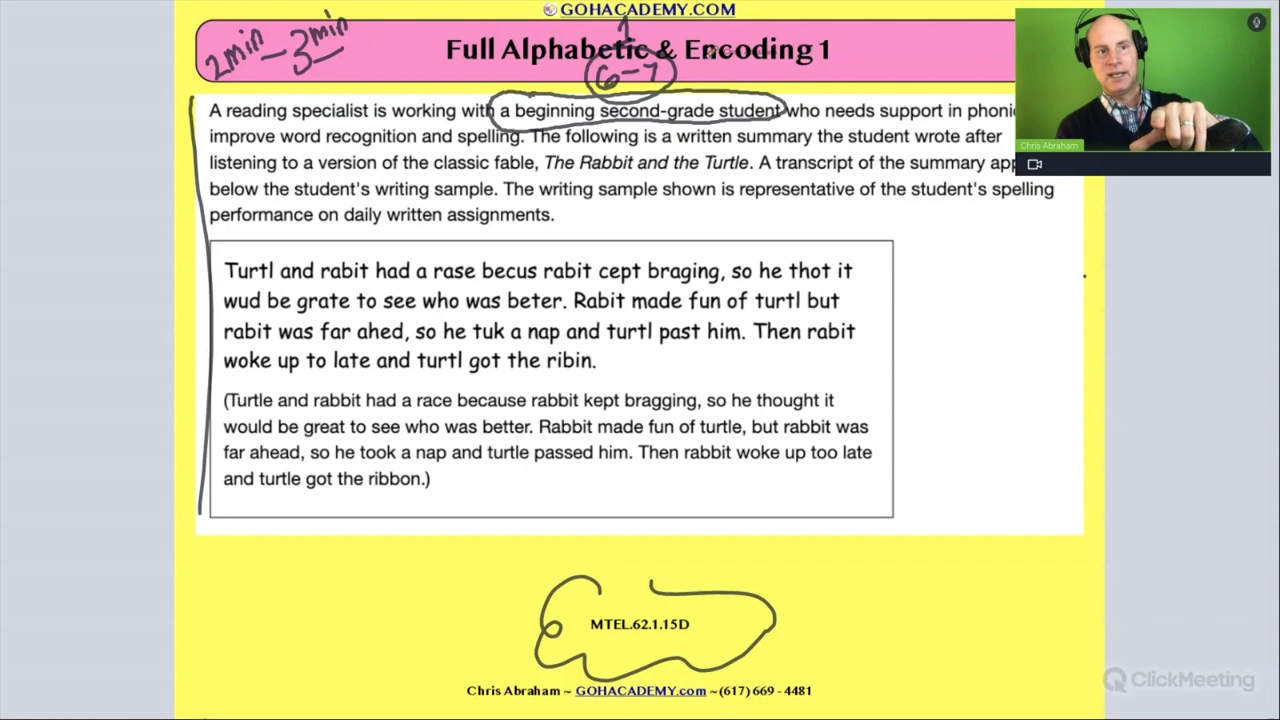 GOHACADEMY.COM
2min - 3min
1
Full Alphabetic & Encoding 1
6-7
A reading specialist is working with a beginning second-grade student who needs support in phoni
improve word recognition and spelling. The following is a written summary the student wrote after
listening to a version of the classic fable, The Rabbit and the Turtle. A transcript of the summary app
below the student's writing sample. The writing sample shown is representative of the student's spelling
performance on daily written assignments.
Turtl and rabit had a rase becus rabit cept braging, so he thot it
wud be grate to see who was beter. Rabit made fun of turtl but
rabit was far ahed, so he tuk a nap and turtl past him. Then rabit
woke up to late and turtl got the ribin.
(Turtle and rabbit had a race because rabbit kept bragging, so he thought it
would be great to see who was better. Rabbit made fun of turtle, but rabbit was
far ahead, so he took a nap and turtle passed him. Then rabbit woke up too late
and turtle got the ribbon.)
MTEL.62.1.15D
Chris Abraham ~ GOHACADEMY.com ~(617) 669 - 4481
Chris Abraham
ClickMeeting